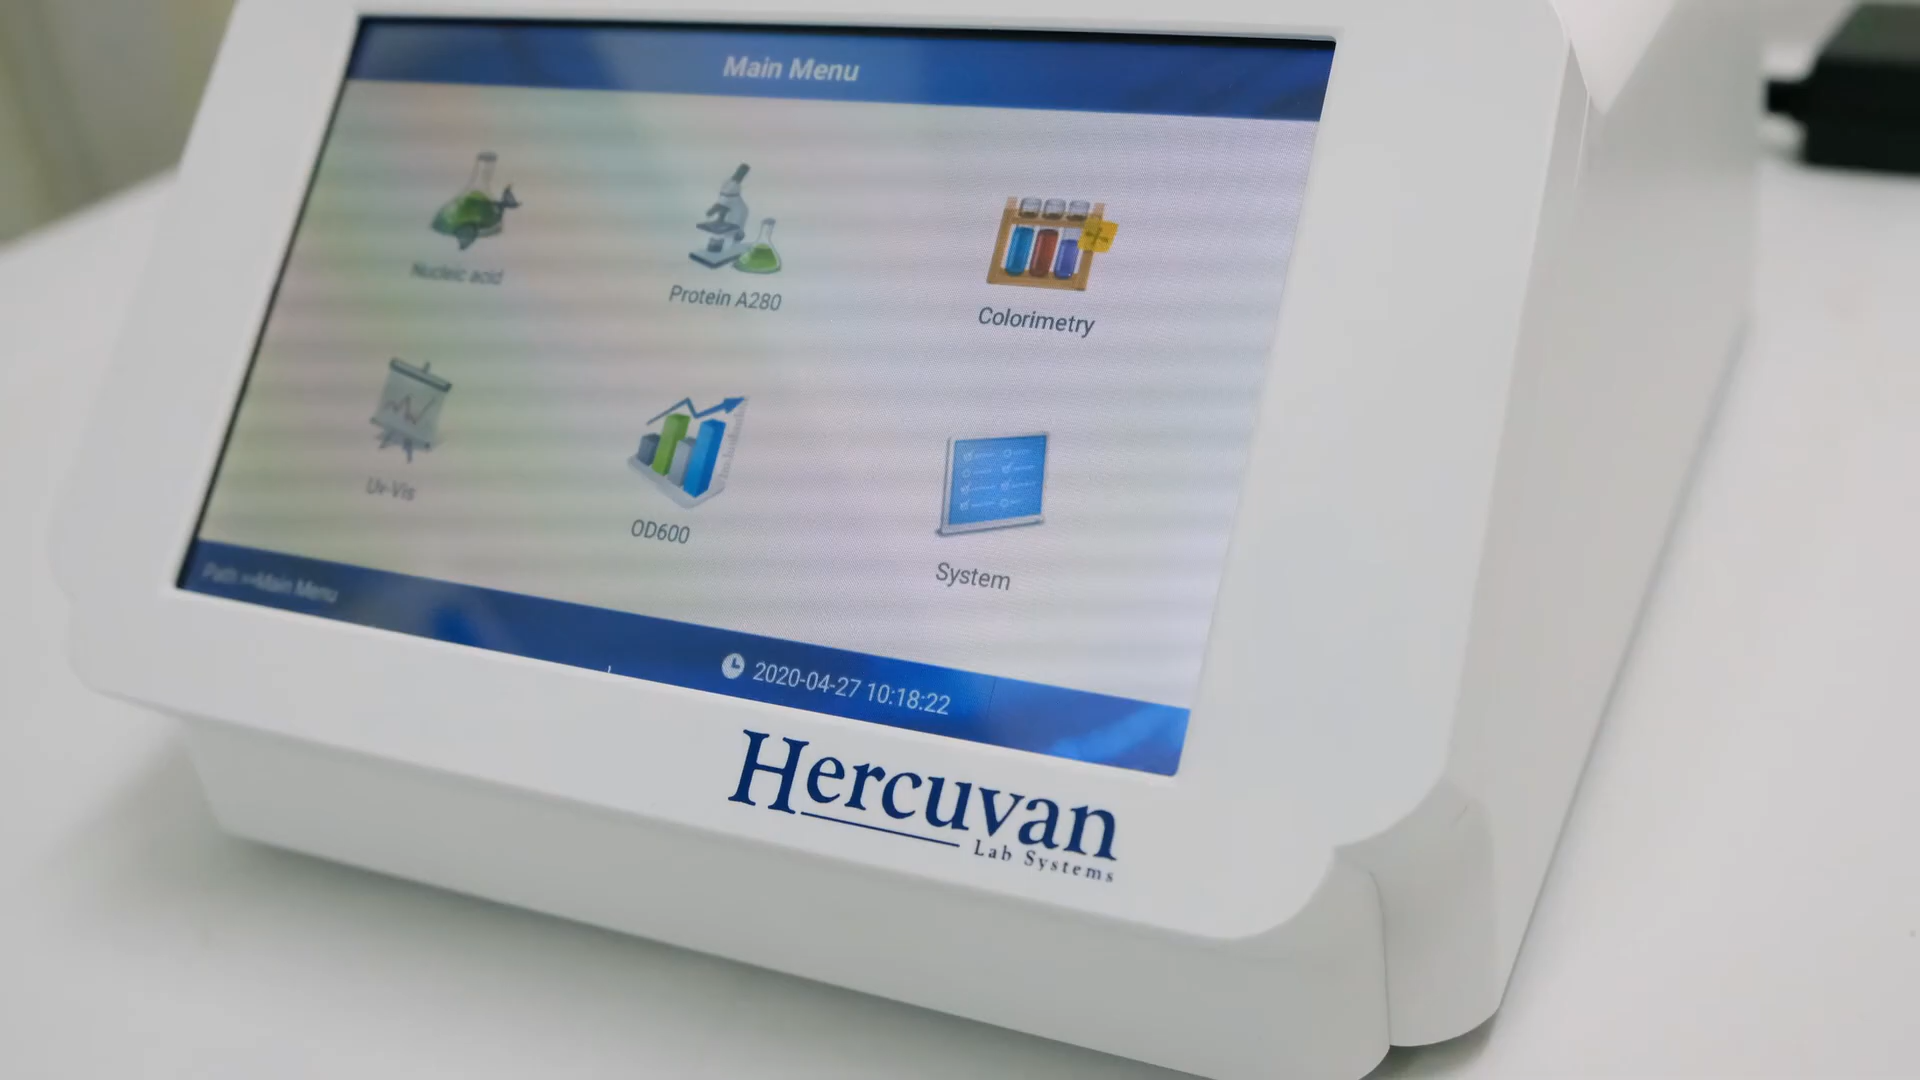 Main Menu
Nucleic acid
Protein A280
Colorimetry
Uv-Vis
OD600
System
Path >>Main Menu
2020-04-27 10:18:22
Hercuvan
Lab Systems